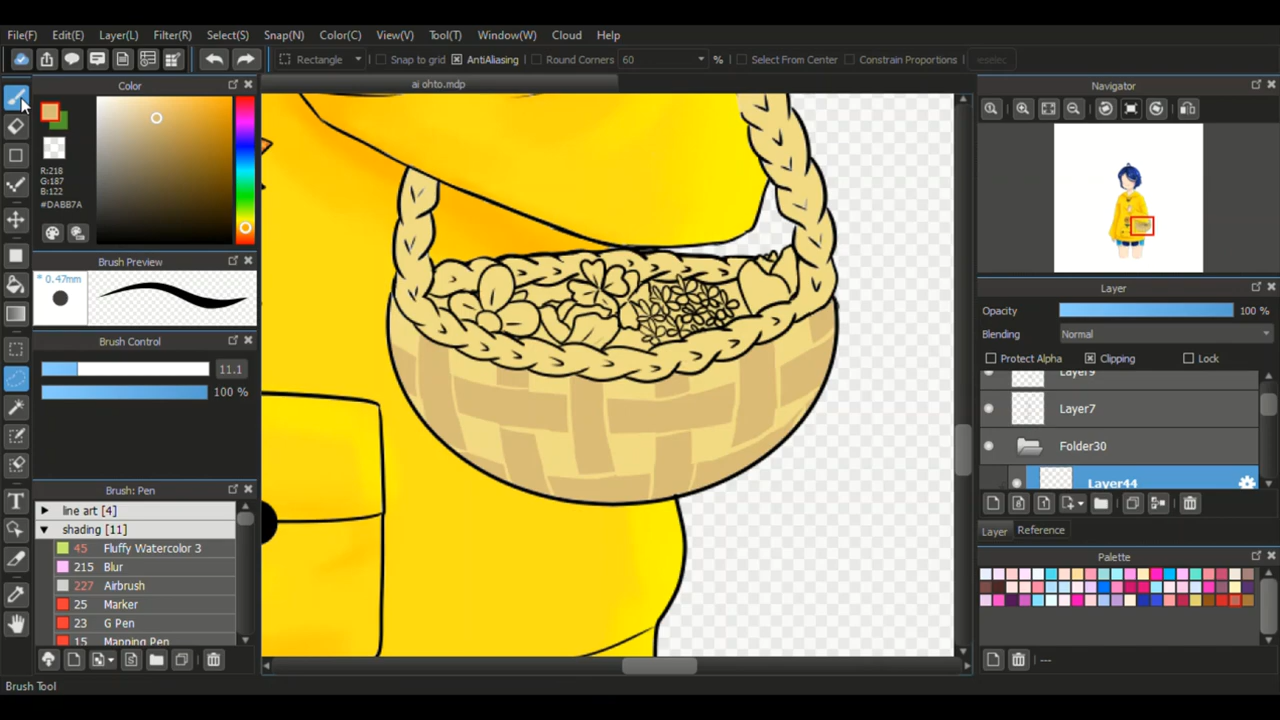 File(F) Edit(E) Layer(L) Filter(R) Select(S) Snap(N) Color(C) View(V) Tool(T) Window(W) Cloud Help
Rectangle Snap to grid AntiAliasing Round Corners 60 % Select From Center Constrain Proportions
Color
ai ohto.mdp
Navigator
R:218
G:187
B:122
#DABB7A
Brush Preview
* 0.47mm
Layer
Opacity 100 %
Blending Normal
Brush Control
Protect Alpha Clipping Lock
11.1
Layer9
100 %
Layer7
Folder30
Layer44
Brush: Pen
line art [4]
shading [11]
Layer Reference
45 Fluffy Watercolor 3
Palette
215 Blur
227 Airbrush
25 Marker
23 G Pen
15 Mapping Pen
---
Brush Tool
T